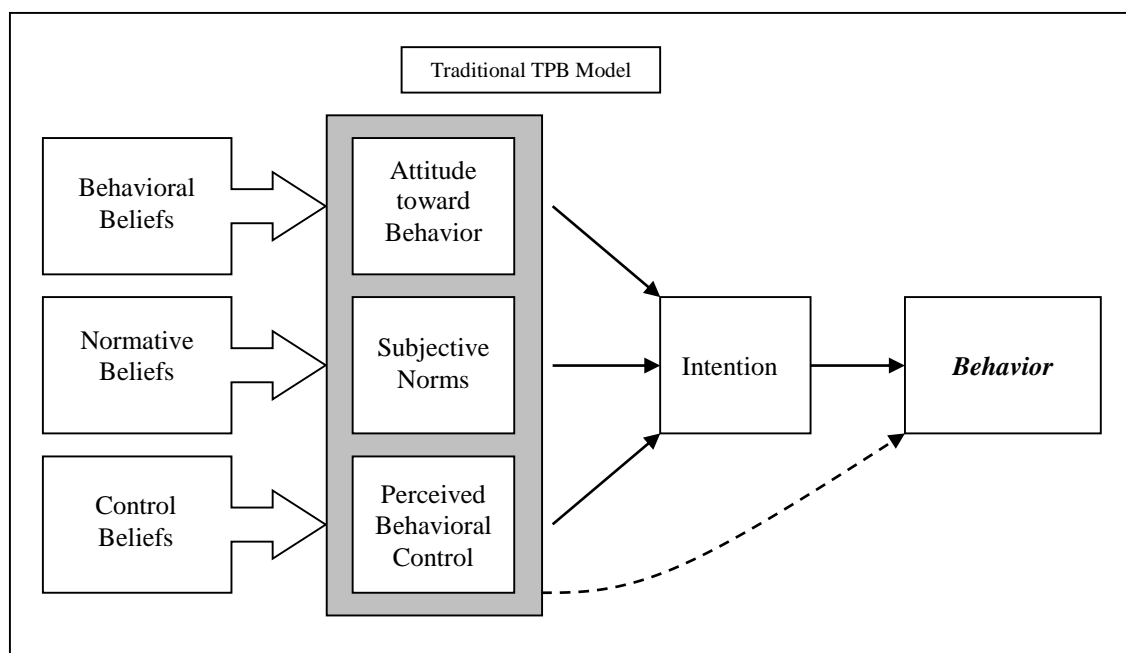 Traditional TPB Model
Behavioral
Beliefs
Attitude
toward
Behavior
Normative
Beliefs
Subjective
Norms
Intention
Behavior
Control
Beliefs
Perceived
Behavioral
Control